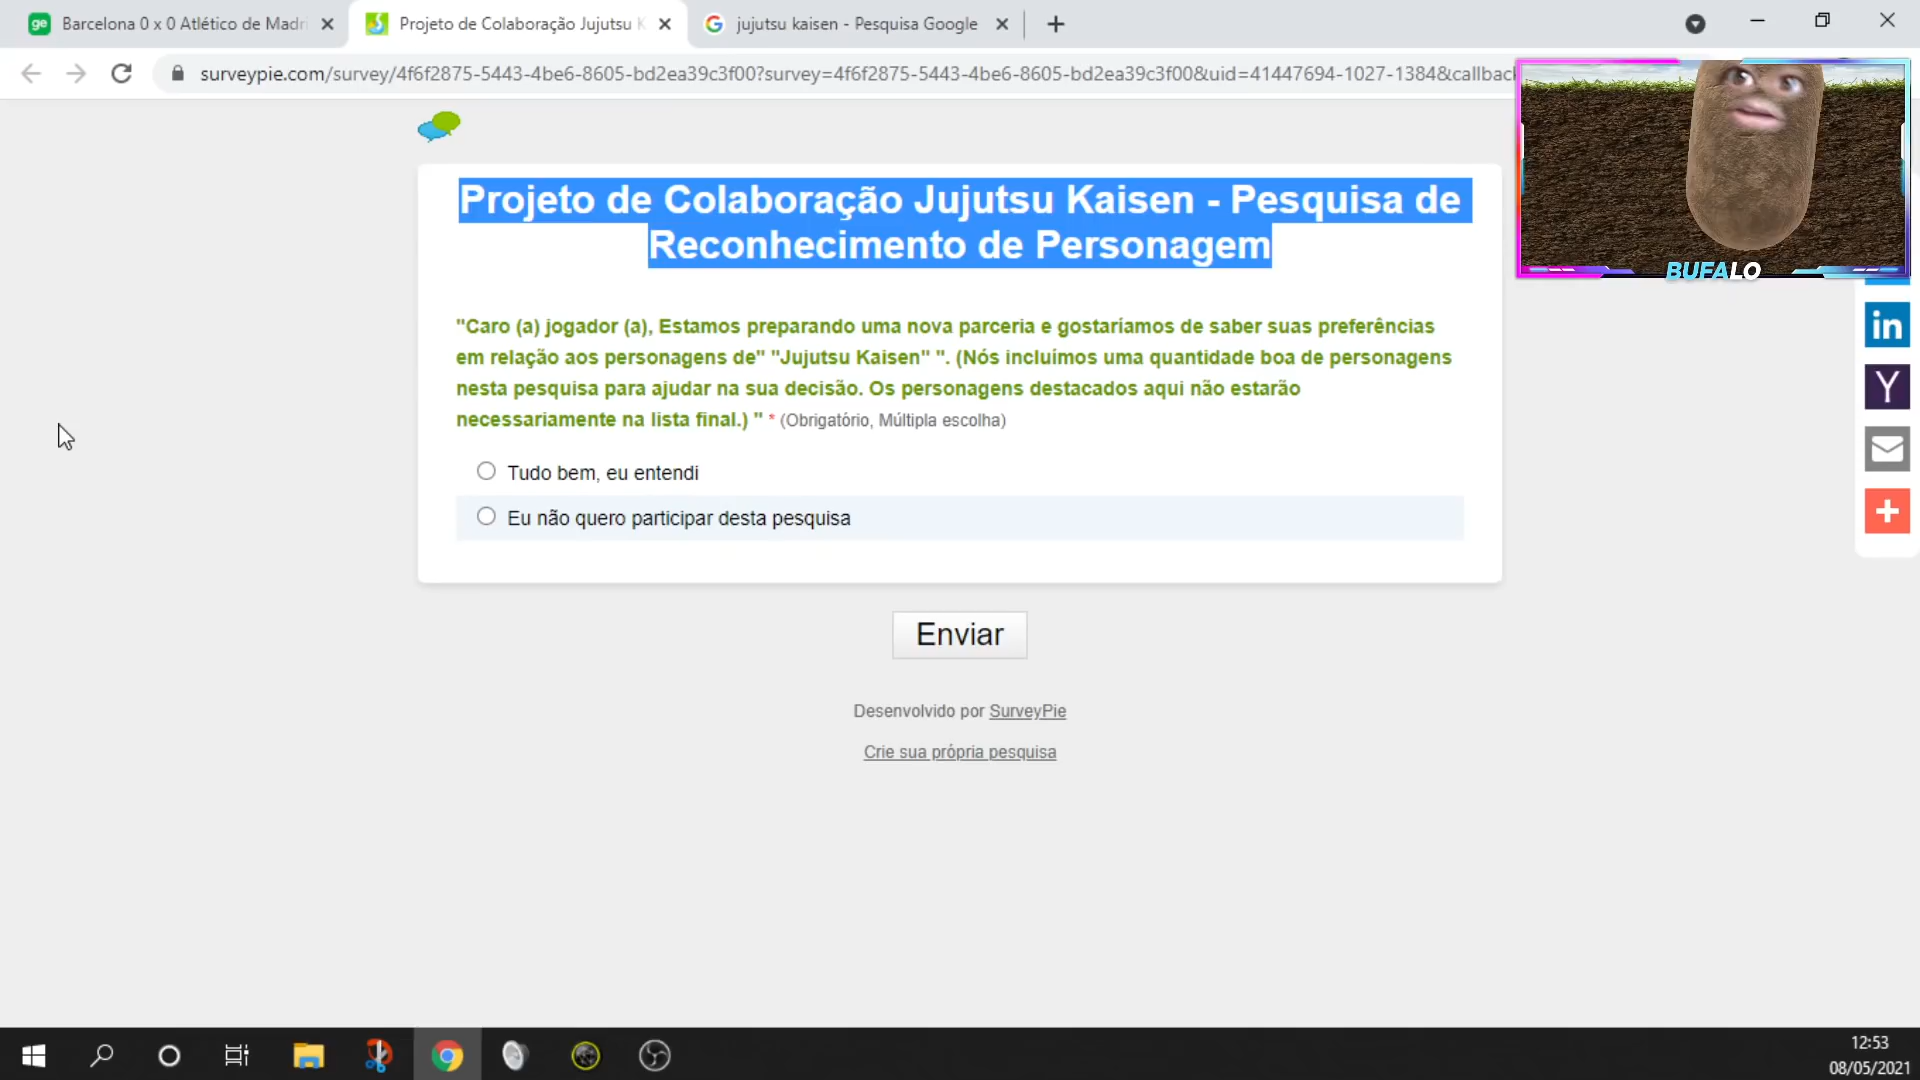 ge Barcelona 0 x 0 Atlético de Madri
Projeto de Colaboração Jujutsu K
jujutsu kaisen - Pesquisa Google
surveypie.com/survey/4f6f2875-5443-4be6-8605-bd2ea39c3f00?survey=4f6f2875-5443-4be6-8605-bd2ea39c3f00&uid=41447694-1027-1384&callback
BUFALO
Projeto de Colaboração Jujutsu Kaisen - Pesquisa de
Reconhecimento de Personagem
"Caro (a) jogador (a), Estamos preparando uma nova parceria e gostaríamos de saber suas preferências
em relação aos personagens de" "Jujutsu Kaisen" ". (Nós incluímos uma quantidade boa de personagens
nesta pesquisa para ajudar na sua decisão. Os personagens destacados aqui não estarão
necessariamente na lista final.) " * (Obrigatório, Múltipla escolha)
Tudo bem, eu entendi
Eu não quero participar desta pesquisa
Enviar
Desenvolvido por SurveyPie
Crie sua própria pesquisa
in
Y
12:53
08/05/2021